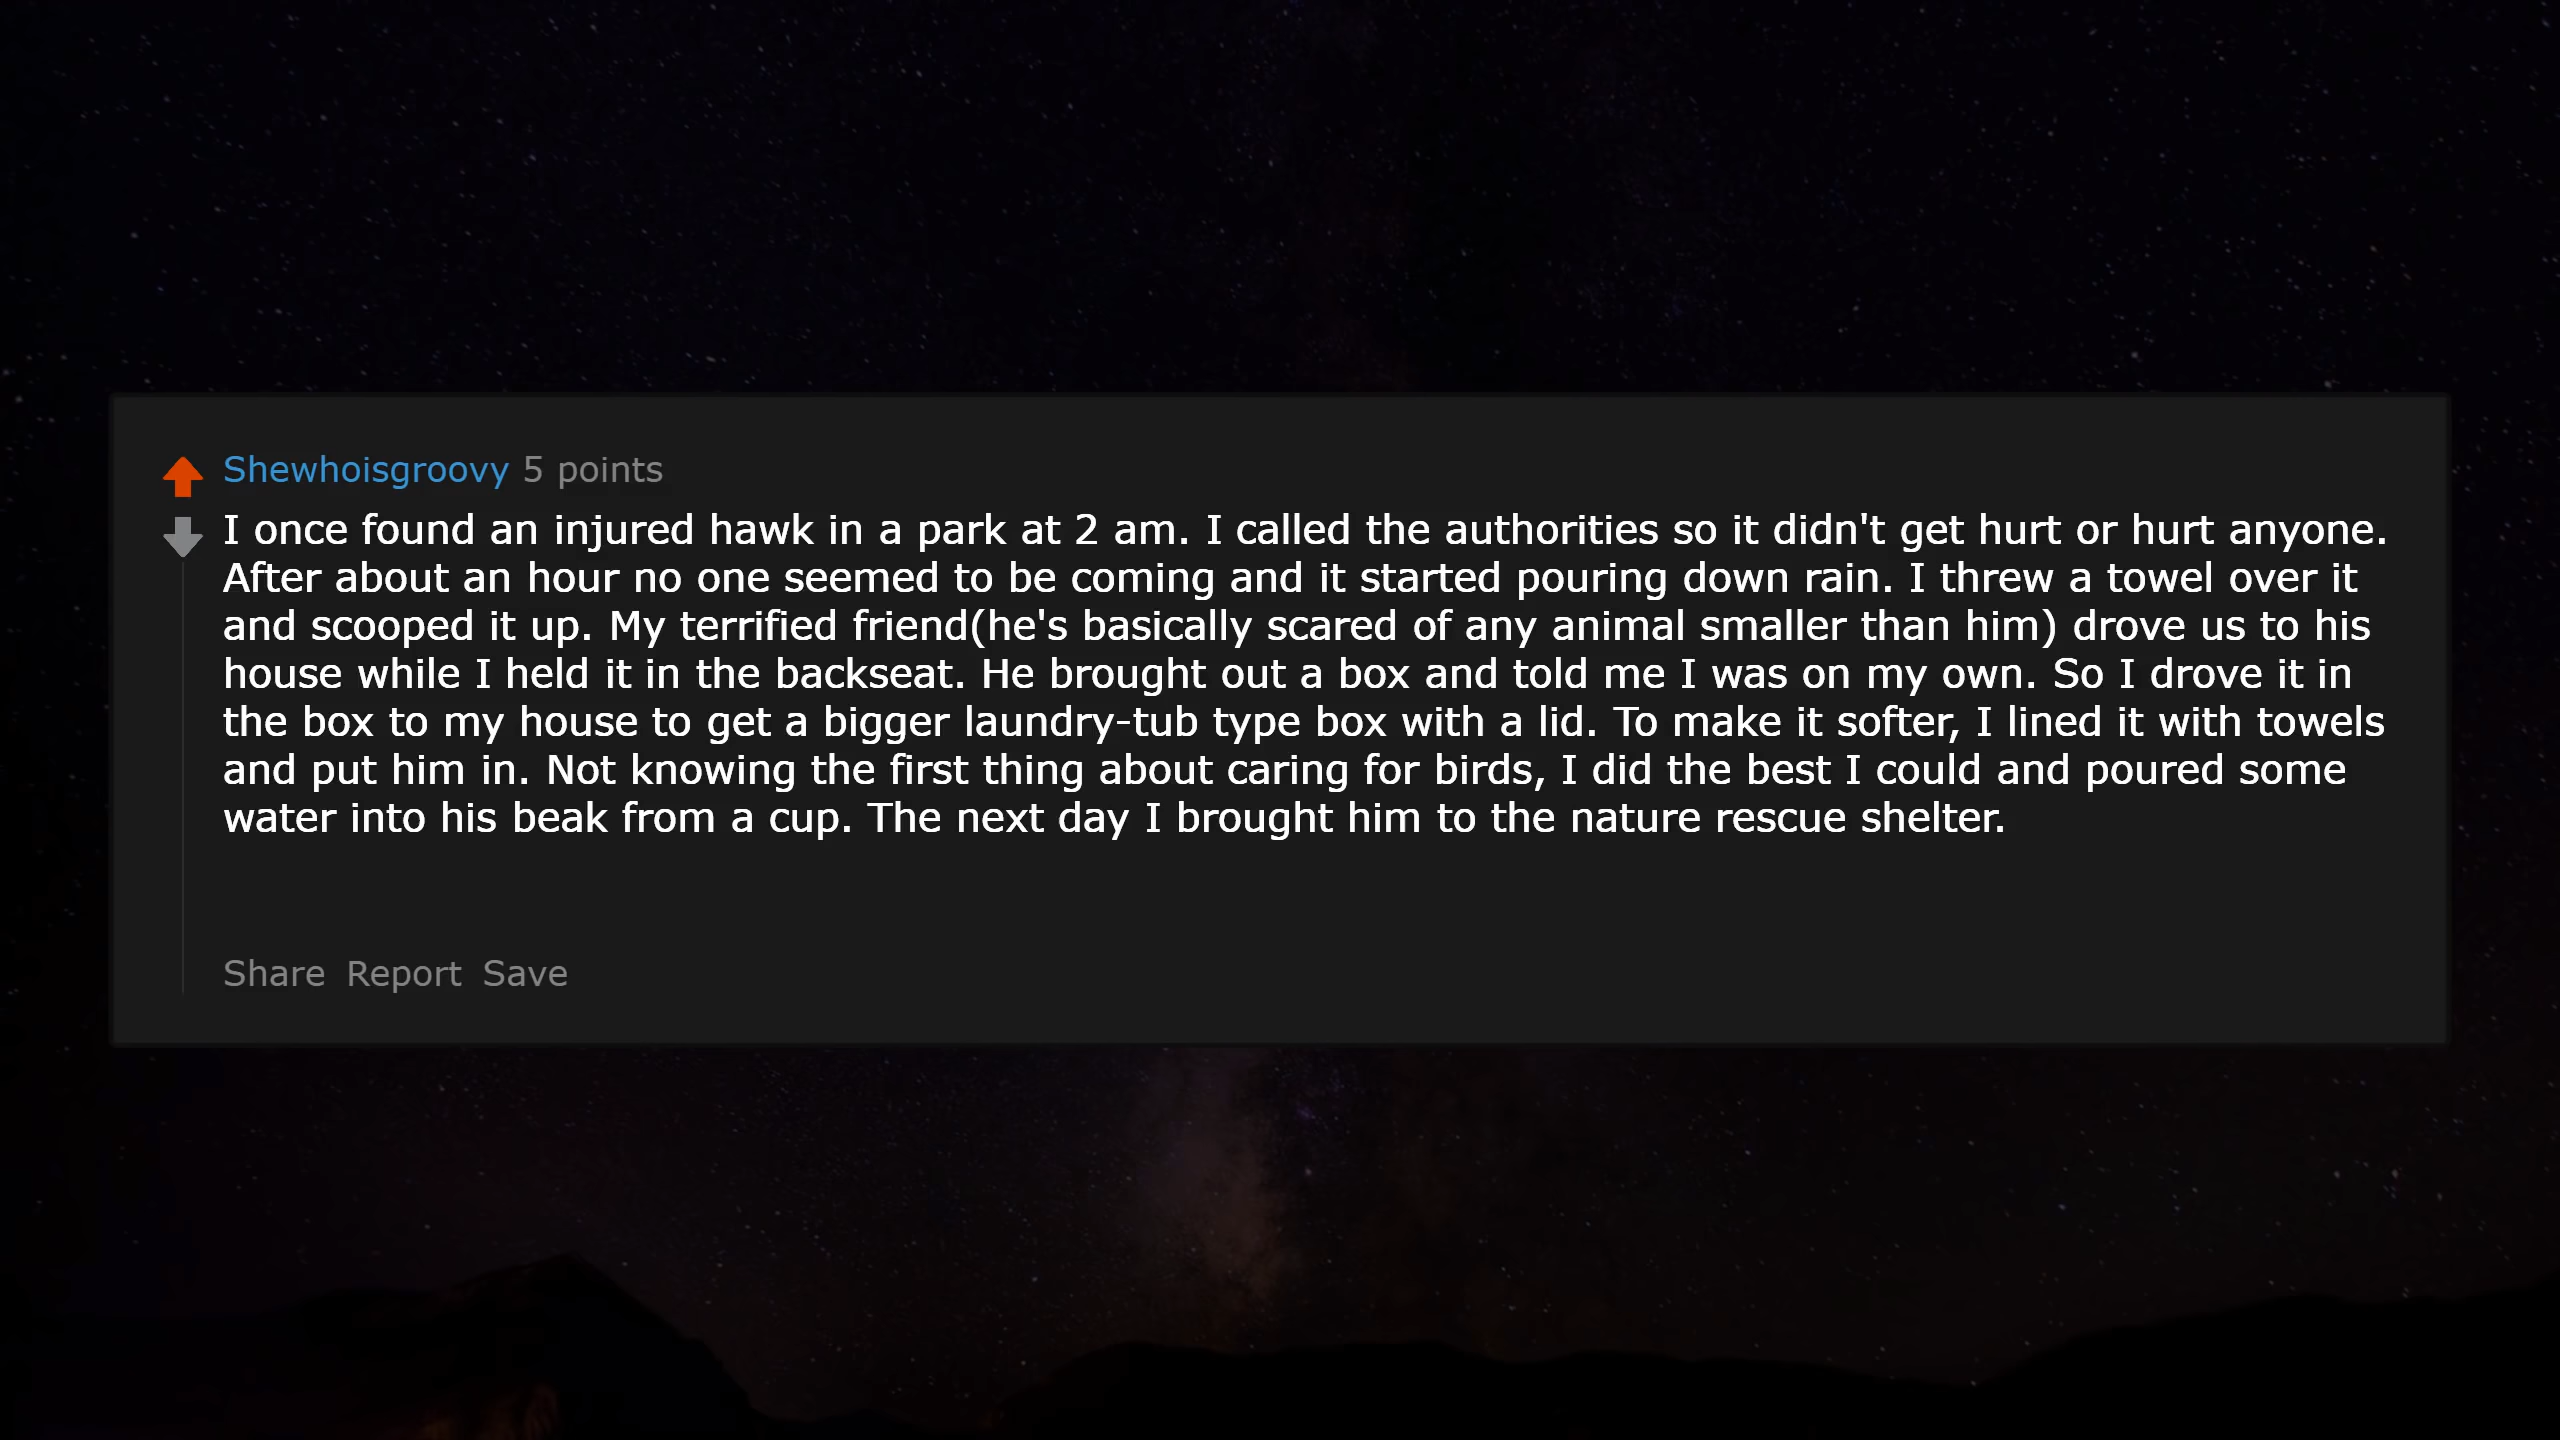 Shewhoisgroovy 5 points
I once found an injured hawk in a park at 2 am. I called the authorities so it didn't get hurt or hurt anyone.
After about an hour no one seemed to be coming and it started pouring down rain. I threw a towel over it
and scooped it up. My terrified friend(he's basically scared of any animal smaller than him) drove us to his
house while I held it in the backseat. He brought out a box and told me I was on my own. So I drove it in
the box to my house to get a bigger laundry-tub type box with a lid. To make it softer, I lined it with towels
and put him in. Not knowing the first thing about caring for birds, I did the best I could and poured some
water into his beak from a cup. The next day I brought him to the nature rescue shelter.
Share Report Save